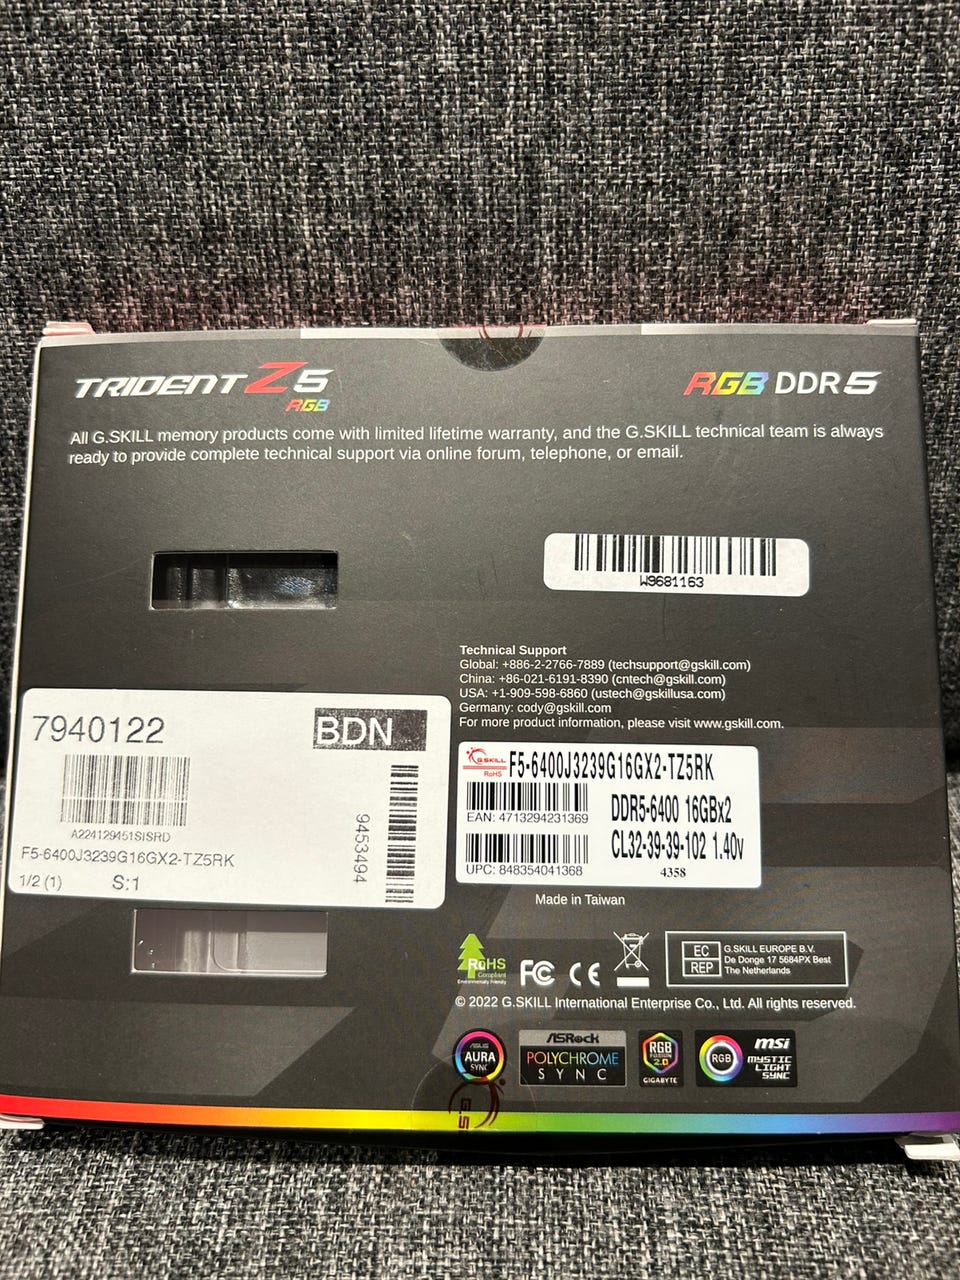 TRIDENT Z5
RGB
RGB DDR5
All G.SKILL memory products come with limited lifetime warranty, and the G.SKILL technical team is always
ready to provide complete technical support via online forum, telephone, or email.
W9681163
Technical Support
Global: +886-2-2766-7889 (techsupport@gskill.com)
China: +86-021-6191-8390 (cntech@gskill.com)
USA: +1-909-598-6860 (ustech@gskillusa.com)
Germany: cody@gskill.com
For more product information, please visit www.gskill.com.
7940122
BDN
A224129451SISRD
9453494
F5-6400J3239G16GX2-TZ5RK
1/2 (1) S:1
G.SKILL
RoHS
F5-6400J3239G16GX2-TZ5RK
EAN: 4713294231369
DDR5-6400 16GBx2
CL32-39-39-102 1.40v
UPC: 848354041368
4358
Made in Taiwan
RoHS
Compliant
Environmentally Friendly
FC
CE
EC
REP
G.SKILL EUROPE B.V.
De Donge 17 5684PX Best
The Netherlands
© 2022 G.SKILL International Enterprise Co., Ltd. All rights reserved.
ASUS
AURA
SYNC
ASRock
POLYCHROME
SYNC
RGB
FUSION
2.0
GIGABYTE
RGB
msi
MYSTIC
LIGHT
SYNC
G.S